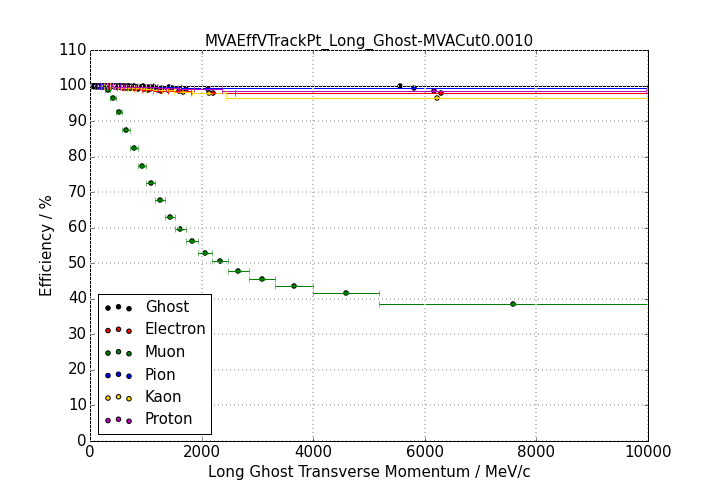 MVAEffVTrackPt_Long_Ghost-MVACut0.0010
110
100
90
80
70
60
50
40
30
20
10
0
Efficiency / %
Ghost
Electron
Muon
Pion
Kaon
Proton
0 2000 4000 6000 8000 10000
Long Ghost Transverse Momentum / MeV/c